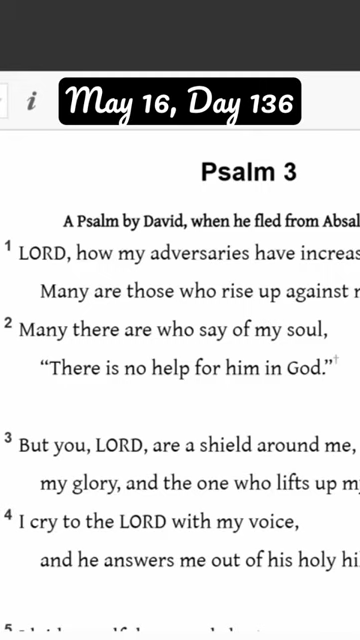 i
May 16, Day 136
Psalm 3
A Psalm by David, when he fled from Absal
1 LORD, how my adversaries have increas
Many are those who rise up against
2 Many there are who say of my soul,
“There is no help for him in God.”†
3 But you, LORD, are a shield around me,
my glory, and the one who lifts up
4 I cry to the LORD with my voice,
and he answers me out of his holy hi
5